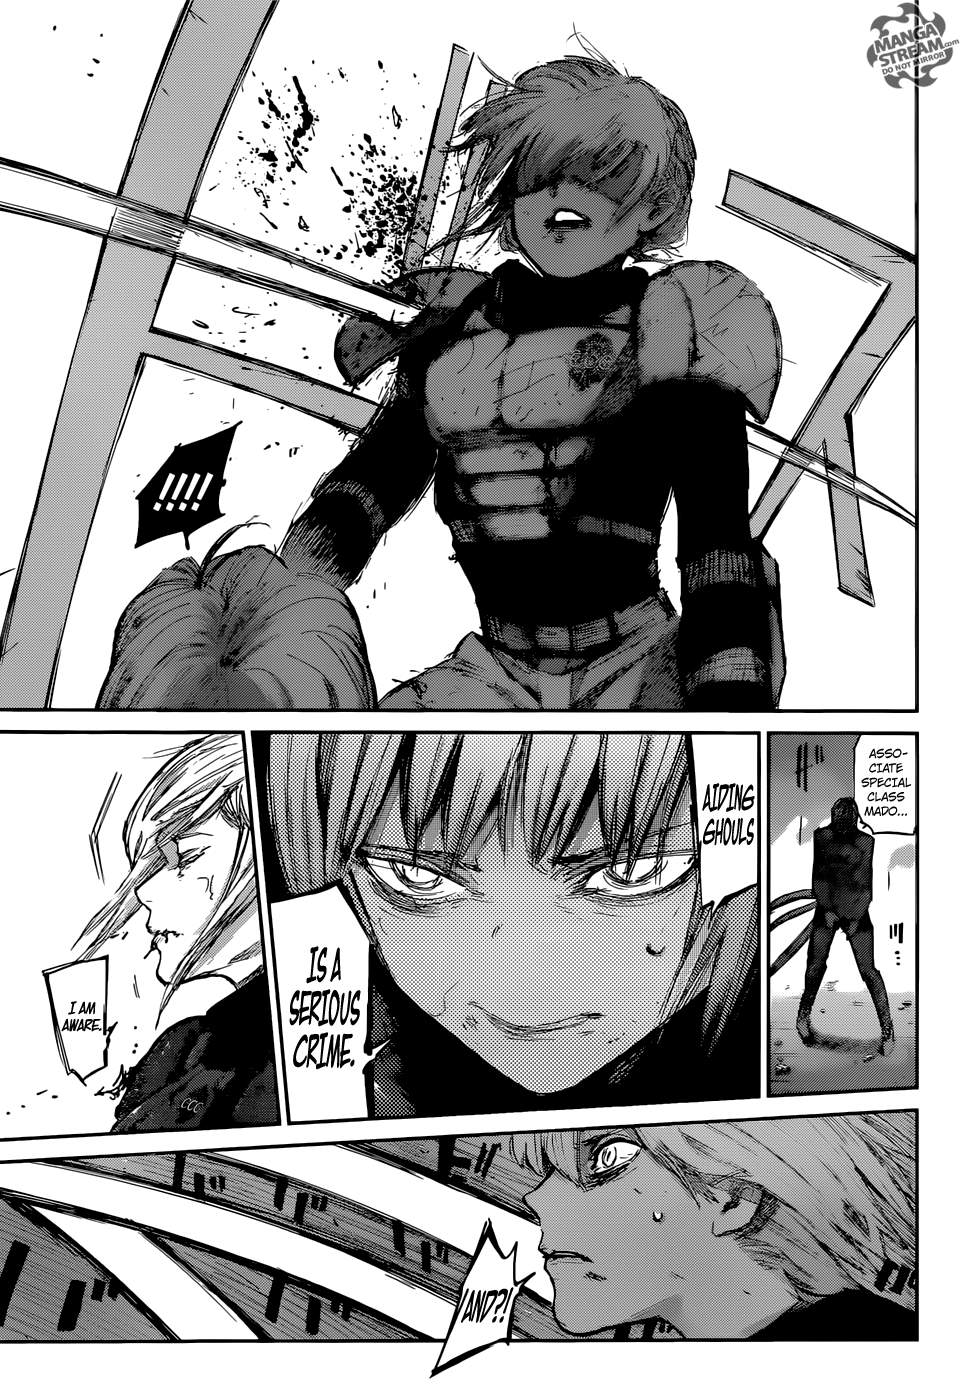 MANGA
STREAM.com
DO NOT MIRROR
!!!!
ASSO-
CIATE
SPECIAL
CLASS
MADO...
AIDING
GHOULS
IS A
SERIOUS
CRIME.
I AM
AWARE.
CCC
AND?!